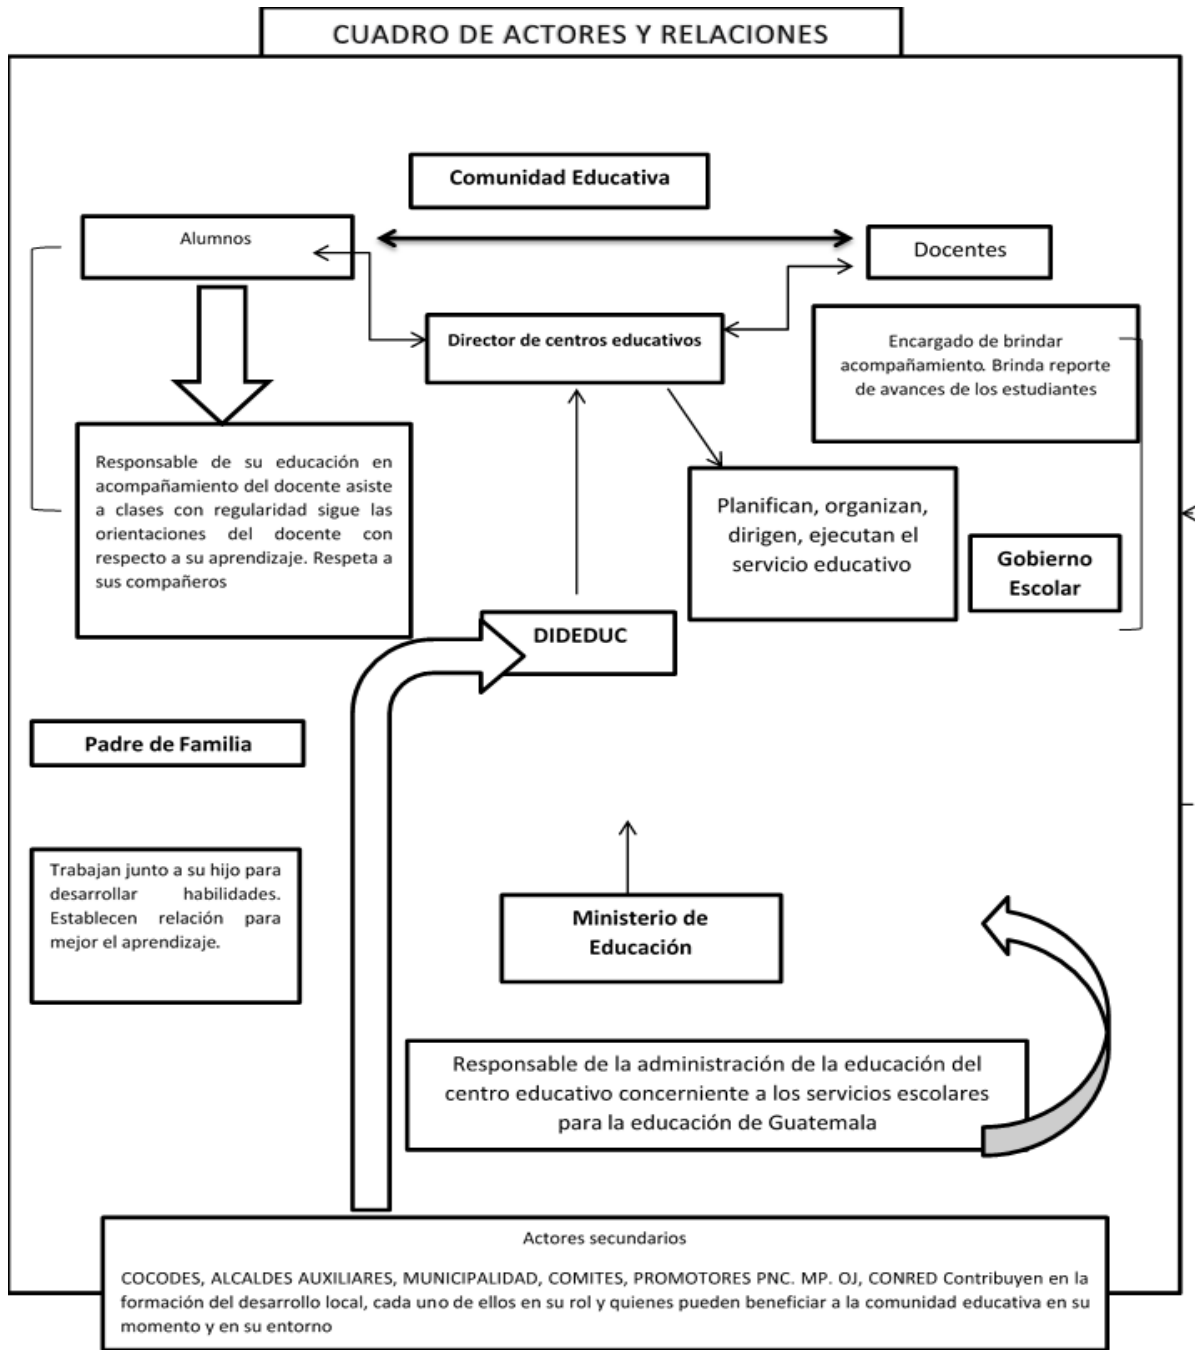 CUADRO DE ACTORES Y RELACIONES
Comunidad Educativa
Alumnos
Docentes
Director de centros educativos
Encargado de brindar
acompañamiento. Brinda reporte
de avances de los estudiantes
Responsable de su educación en
acompañamiento del docente asiste
a clases con regularidad sigue las
orientaciones del docente con
respecto a su aprendizaje. Respeta a
sus compañeros
Planifican, organizan,
dirigen, ejecutan el
servicio educativo
Gobierno
Escolar
DIDEDUC
Padre de Familia
Trabajan junto a su hijo para
desarrollar habilidades.
Establecen relación para
mejor el aprendizaje.
Ministerio de
Educación
Responsable de la administración de la educación del
centro educativo concerniente a los servicios escolares
para la educación de Guatemala
Actores secundarios
COCODES, ALCALDES AUXILIARES, MUNICIPALIDAD, COMITES, PROMOTORES PNC. MP. OJ, CONRED Contribuyen en la
formación del desarrollo local, cada uno de ellos en su rol y quienes pueden beneficiar a la comunidad educativa en su
momento y en su entorno